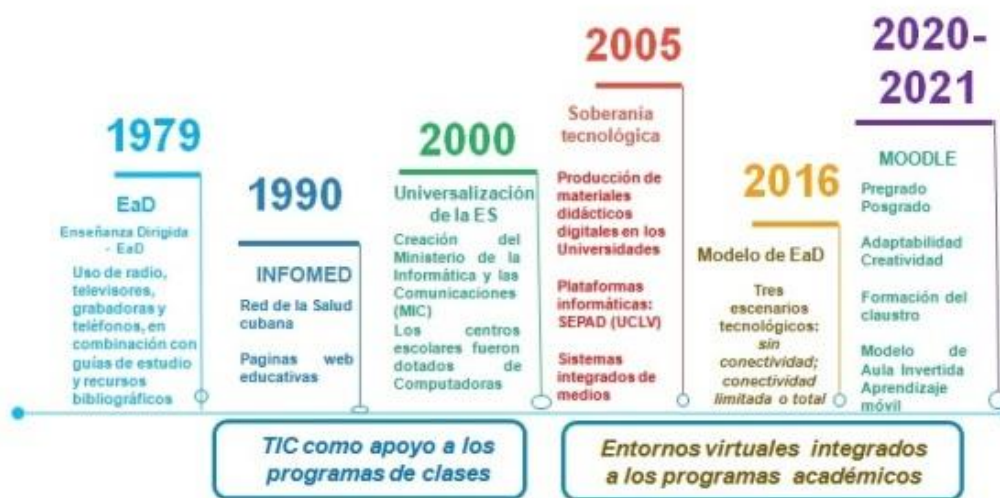 1979
EaD
Enseñanza Dirigida
- EaD
Uso de radio,
televisores,
grabadoras y
teléfonos, en
combinación con
guías de estudio
y recursos
bibliográficos
1990
INFOMED
Red de la Salud
cubana
Paginas web
educativas
2000
Universalización
de la ES
Creación del
Ministerio de la
Informática y las
Comunicaciones
(MIC)
Los centros
escolares fueron
dotados de
Computadoras
2005
Soberanía
tecnológica
Producción de
materiales
didácticos
digitales en los
Universidades
Plataformas
informáticas:
SEPAD (UCLV)
Sistemas
integrados de
medios
2016
Modelo de EaD
Tres
escenarios
tecnológicos:
sin
conectividad;
conectividad
limitada o total
2020-
2021
MOODLE
Pregrado
Posgrado
Adaptabilidad
Creatividad
Formación del
claustro
Modelo de
Aula Invertida
Aprendizaje
móvil
TIC como apoyo a los
programas de clases
Entornos virtuales integrados
a los programas académicos